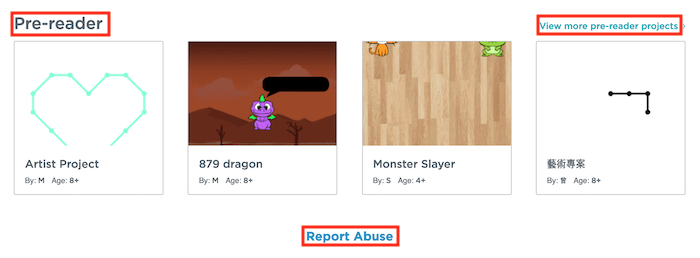 Pre-reader
View more pre-reader projects ›
Artist Project
By: M Age: 8+
879 dragon
By: M Age: 8+
Monster Slayer
By: S Age: 4+
藝術專案
By: 曾 Age: 8+
Report Abuse